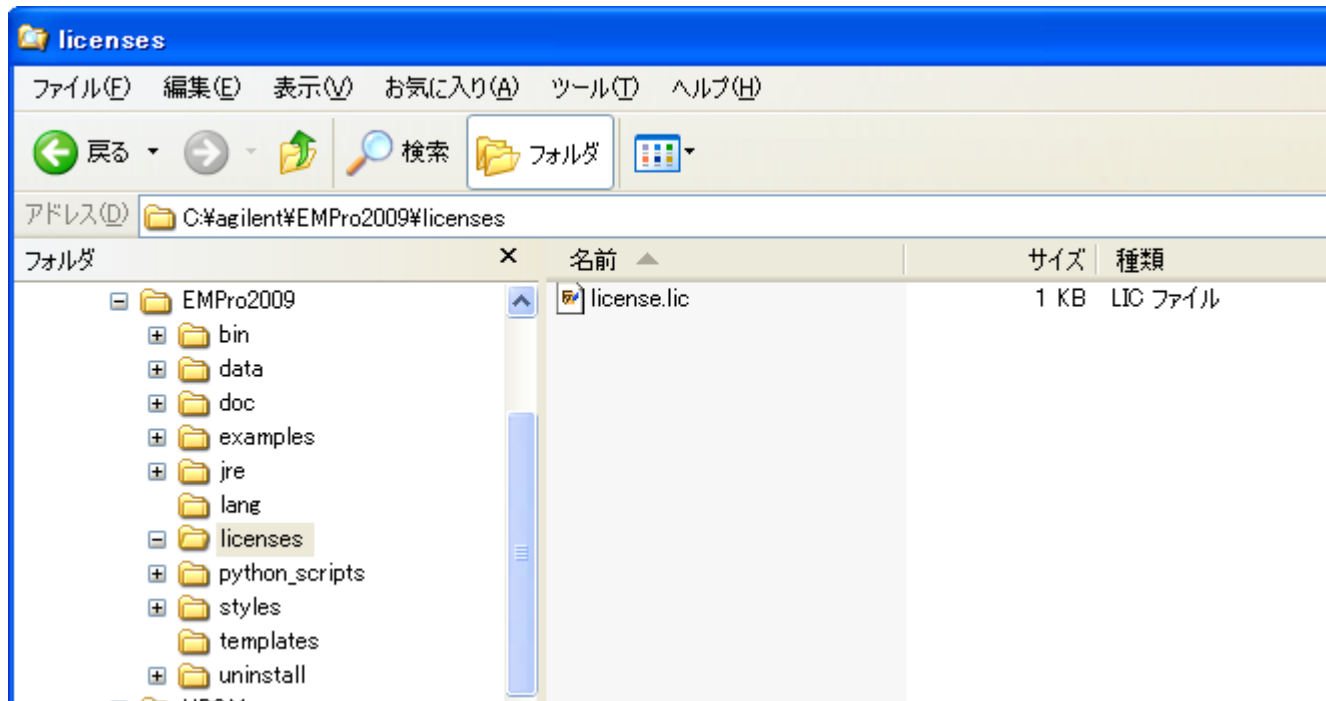 licenses
ファイル(F) 編集(E) 表示(V) お気に入り(A) ツール(T) ヘルプ(H)
戻る 検索 フォルダ
アドレス(D) C:¥agilent¥EMPro2009¥licenses
フォルダ × 名前 サイズ 種類
EMPro2009 license.lic 1 KB LIC ファイル
bin
data
doc
examples
jre
lang
licenses
python_scripts
styles
templates
uninstall